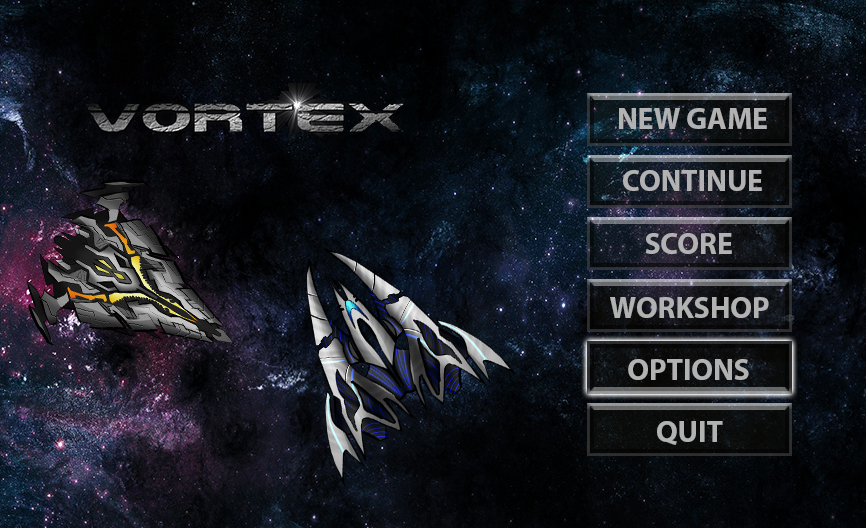 VORTEX
NEW GAME
CONTINUE
SCORE
WORKSHOP
OPTIONS
QUIT